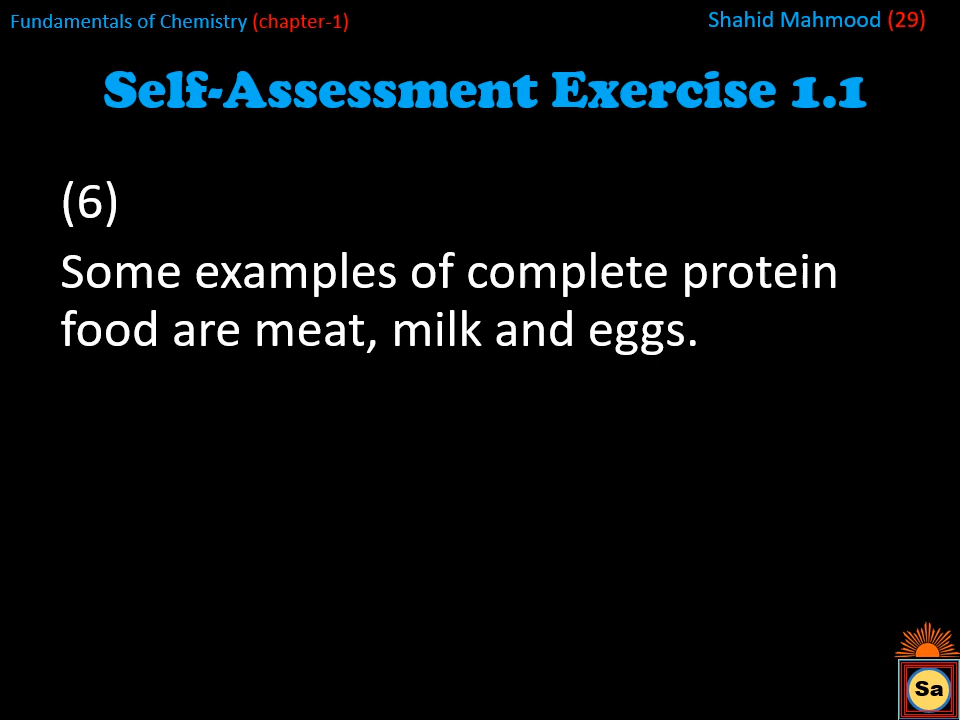 Fundamentals of Chemistry (chapter-1)
Shahid Mahmood (29)
Self-Assessment Exercise 1.1
(6)
Some examples of complete protein
food are meat, milk and eggs.
Sa